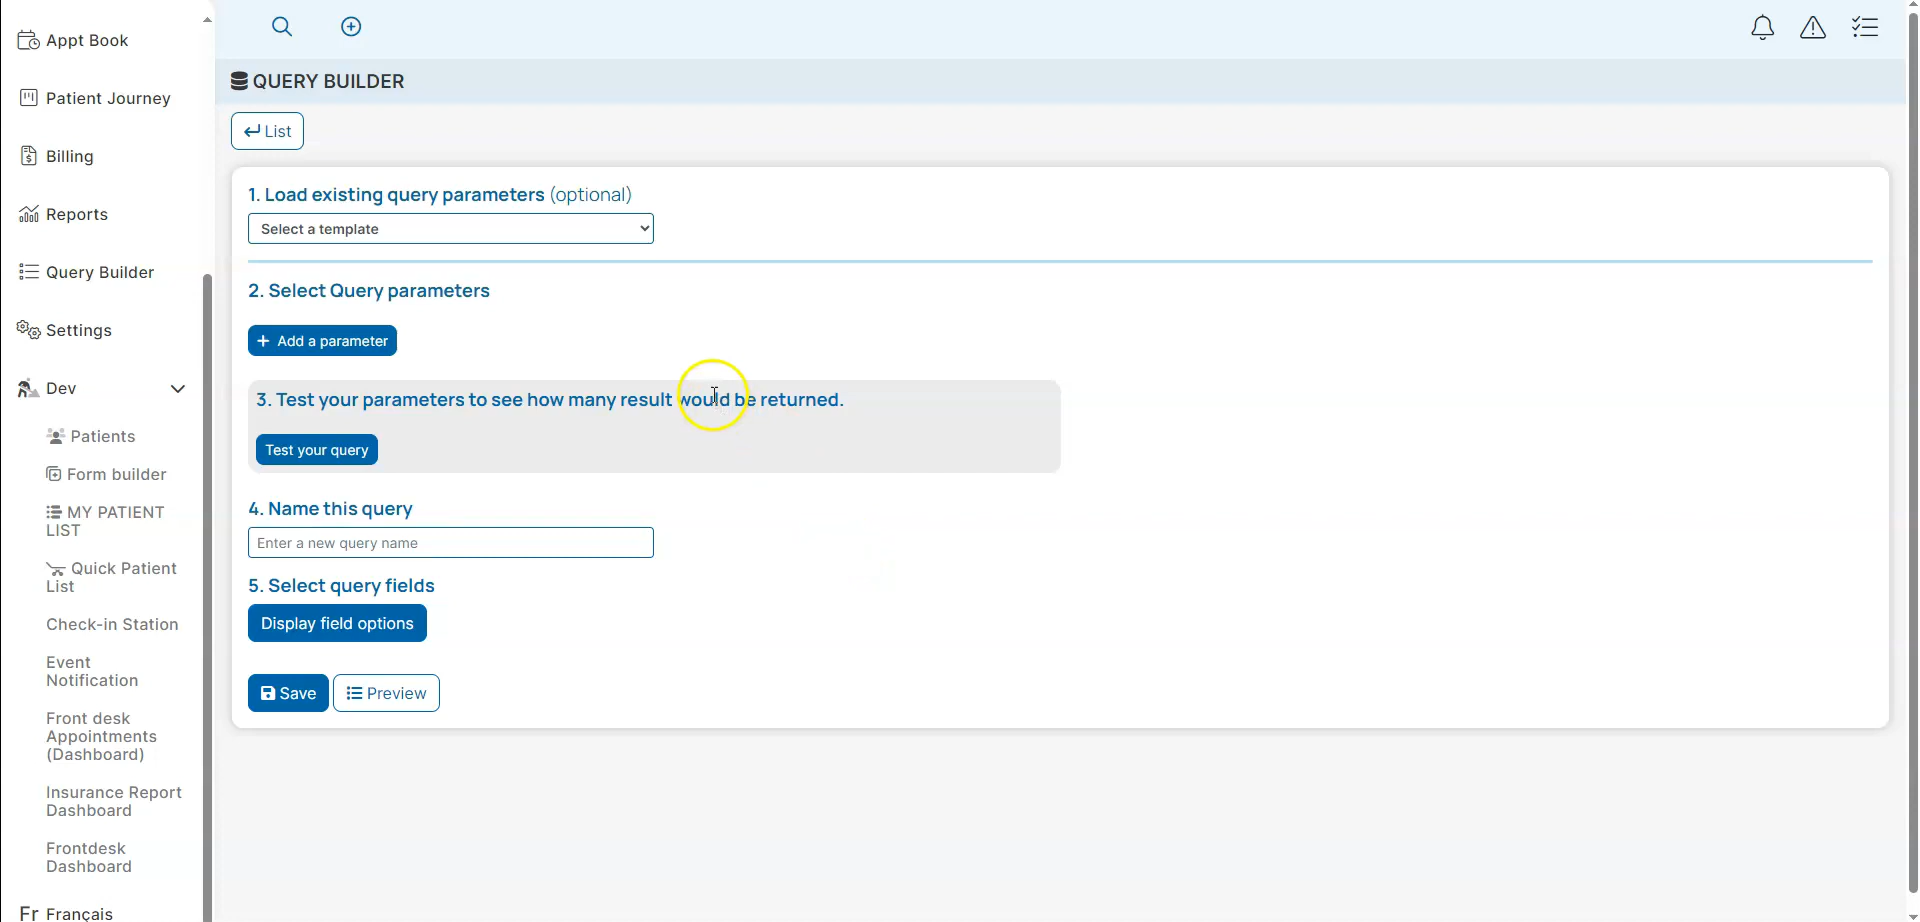 Appt Book
Patient Journey
Billing
Reports
Query Builder
Settings
Dev
Patients
Form builder
MY PATIENT
LIST
Quick Patient
List
Check-in Station
Event
Notification
Front desk
Appointments
(Dashboard)
Insurance Report
Dashboard
Frontdesk
Dashboard
Fr Français
QUERY BUILDER
List
1. Load existing query parameters (optional)
Select a template
2. Select Query parameters
+ Add a parameter
3. Test your parameters to see how many result would be returned.
Test your query
4. Name this query
Enter a new query name
5. Select query fields
Display field options
Save
Preview